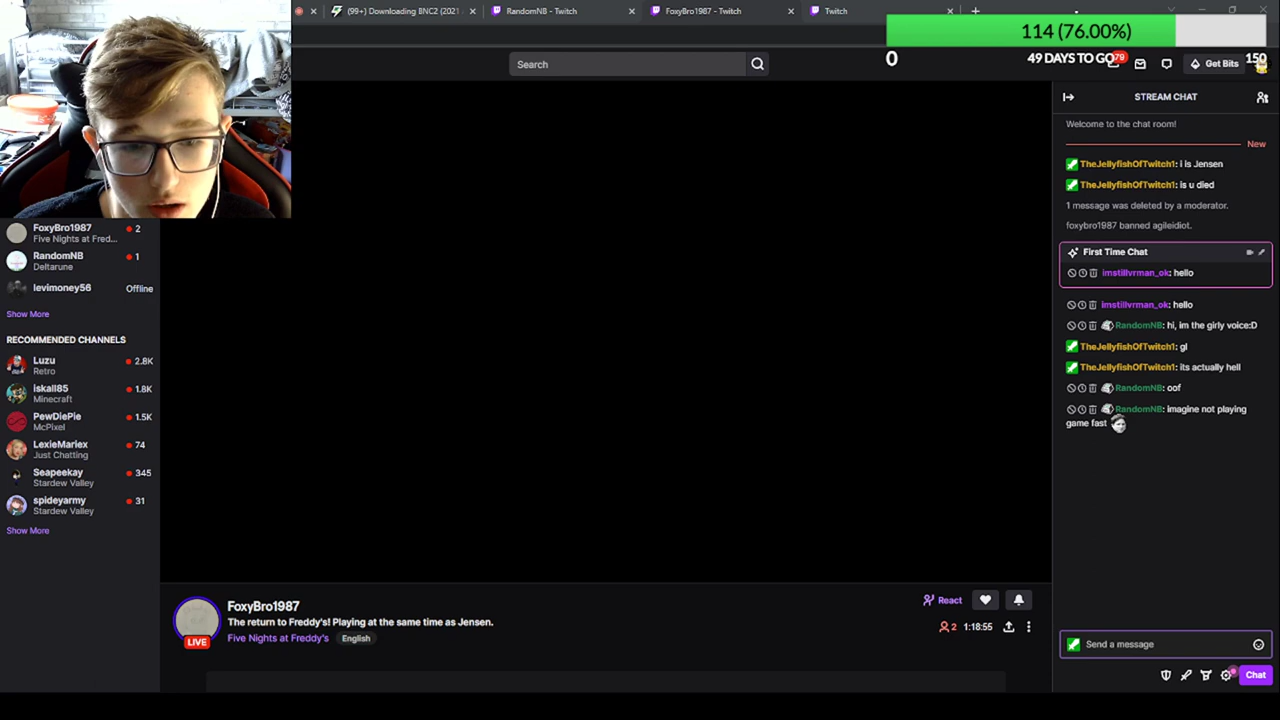 (99+) Downloading BNC2 (2021
RandomNB - Twitch
FoxyBro1987 - Twitch
Twitch
114 (76.00%)
0
49 DAYS TO GO
150
79
Search
Get Bits
STREAM CHAT
Welcome to the chat room!
New
TheJellyfishOfTwitch1: i is Jensen
TheJellyfishOfTwitch1: is u died
1 message was deleted by a moderator.
foxybro1987 banned agileidiot.
First Time Chat
imstillvrman_ok: hello
imstillvrman_ok: hello
RandomNB: hi, im the girly voice:D
TheJellyfishOfTwitch1: gl
TheJellyfishOfTwitch1: its actually hell
RandomNB: oof
RandomNB: imagine not playing
game fast
Send a message
Chat
FoxyBro1987
2
Five Nights at Fred...
RandomNB
1
Deltarune
levimoney56
Offline
Show More
RECOMMENDED CHANNELS
Luzu
2.8K
Retro
iskall85
1.8K
Minecraft
PewDiePie
1.5K
McPixel
LexieMariex
74
Just Chatting
Seapeekay
345
Stardew Valley
spideyarmy
31
Stardew Valley
Show More
FoxyBro1987
The return to Freddy's! Playing at the same time as Jensen.
Five Nights at Freddy's
English
LIVE
React
2
1:18:55